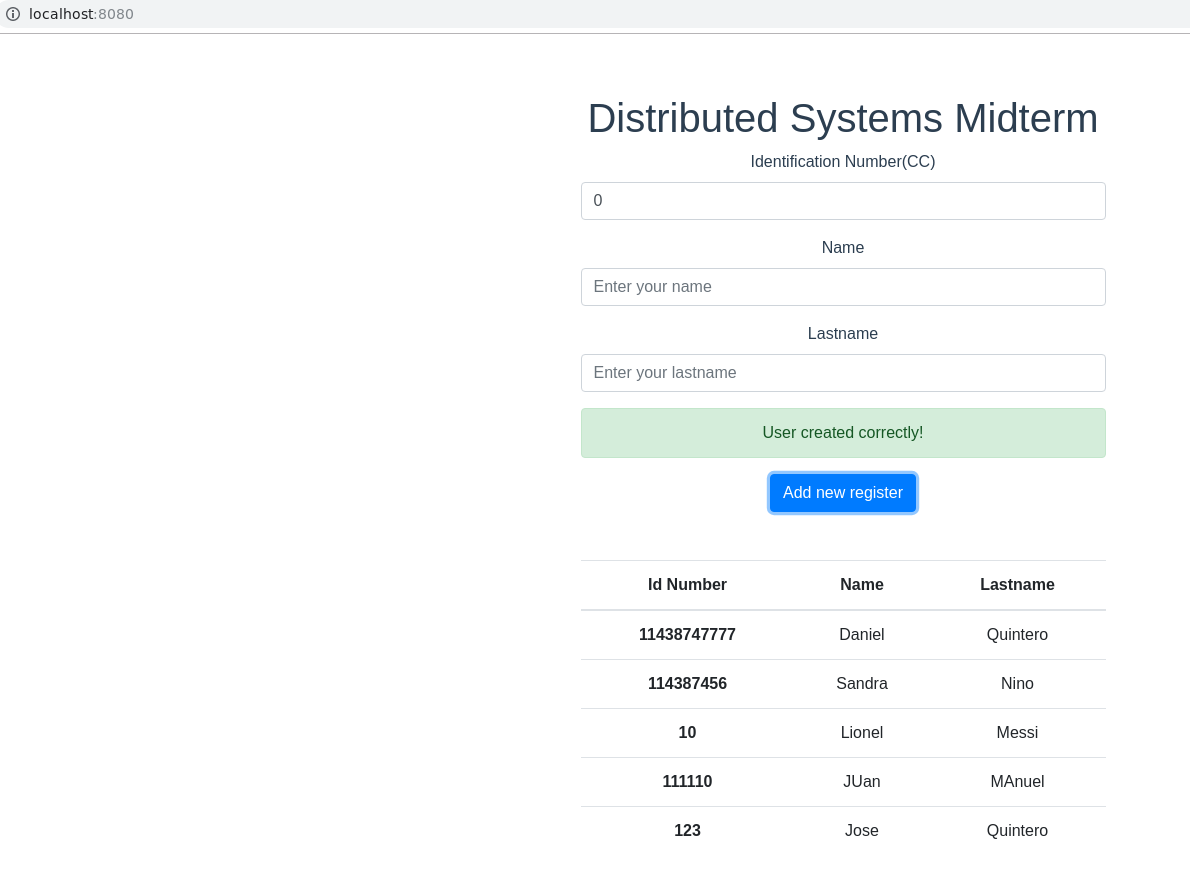 localhost:8080
Distributed Systems Midterm
Identification Number(CC)
0
Name
Enter your name
Lastname
Enter your lastname
User created correctly!
Add new register
Id Number Name Lastname
11438747777 Daniel Quintero
114387456 Sandra Nino
10 Lionel Messi
111110 JUan MAnuel
123 Jose Quintero